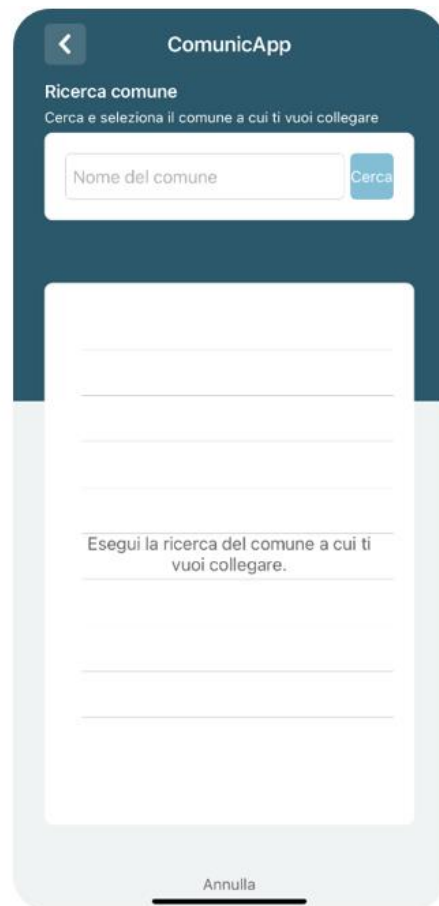 ComunicApp
Ricerca comune
Cerca e seleziona il comune a cui ti vuoi collegare
Nome del comune
Cerca
Esegui la ricerca del comune a cui ti
vuoi collegare.
Annulla